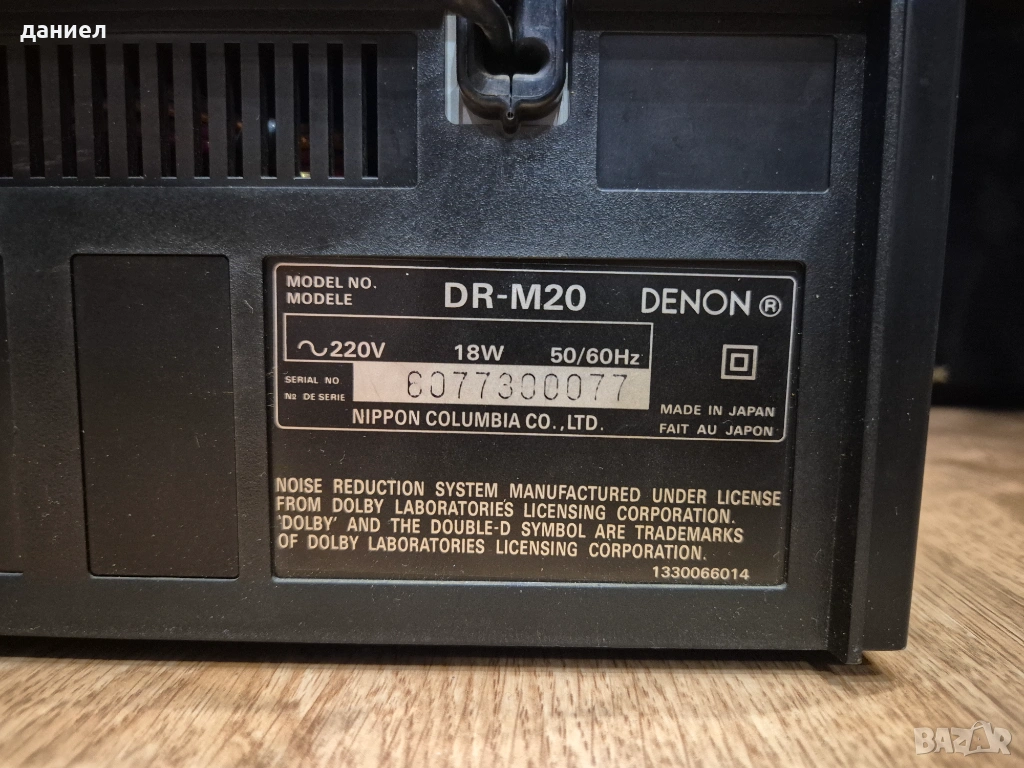 даниел
MODEL NO.
MODELE
DR-M20
DENON ®
~220V 18W 50/60Hz
SERIAL NO
No DE SERIE
6077300077
NIPPON COLUMBIA CO.,LTD.
MADE IN JAPAN
FAIT AU JAPON
NOISE REDUCTION SYSTEM MANUFACTURED UNDER LICENSE
FROM DOLBY LABORATORIES LICENSING CORPORATION.
'DOLBY' AND THE DOUBLE-D SYMBOL ARE TRADEMARKS
OF DOLBY LABORATORIES LICENSING CORPORATION.
1330066014
BAZAR